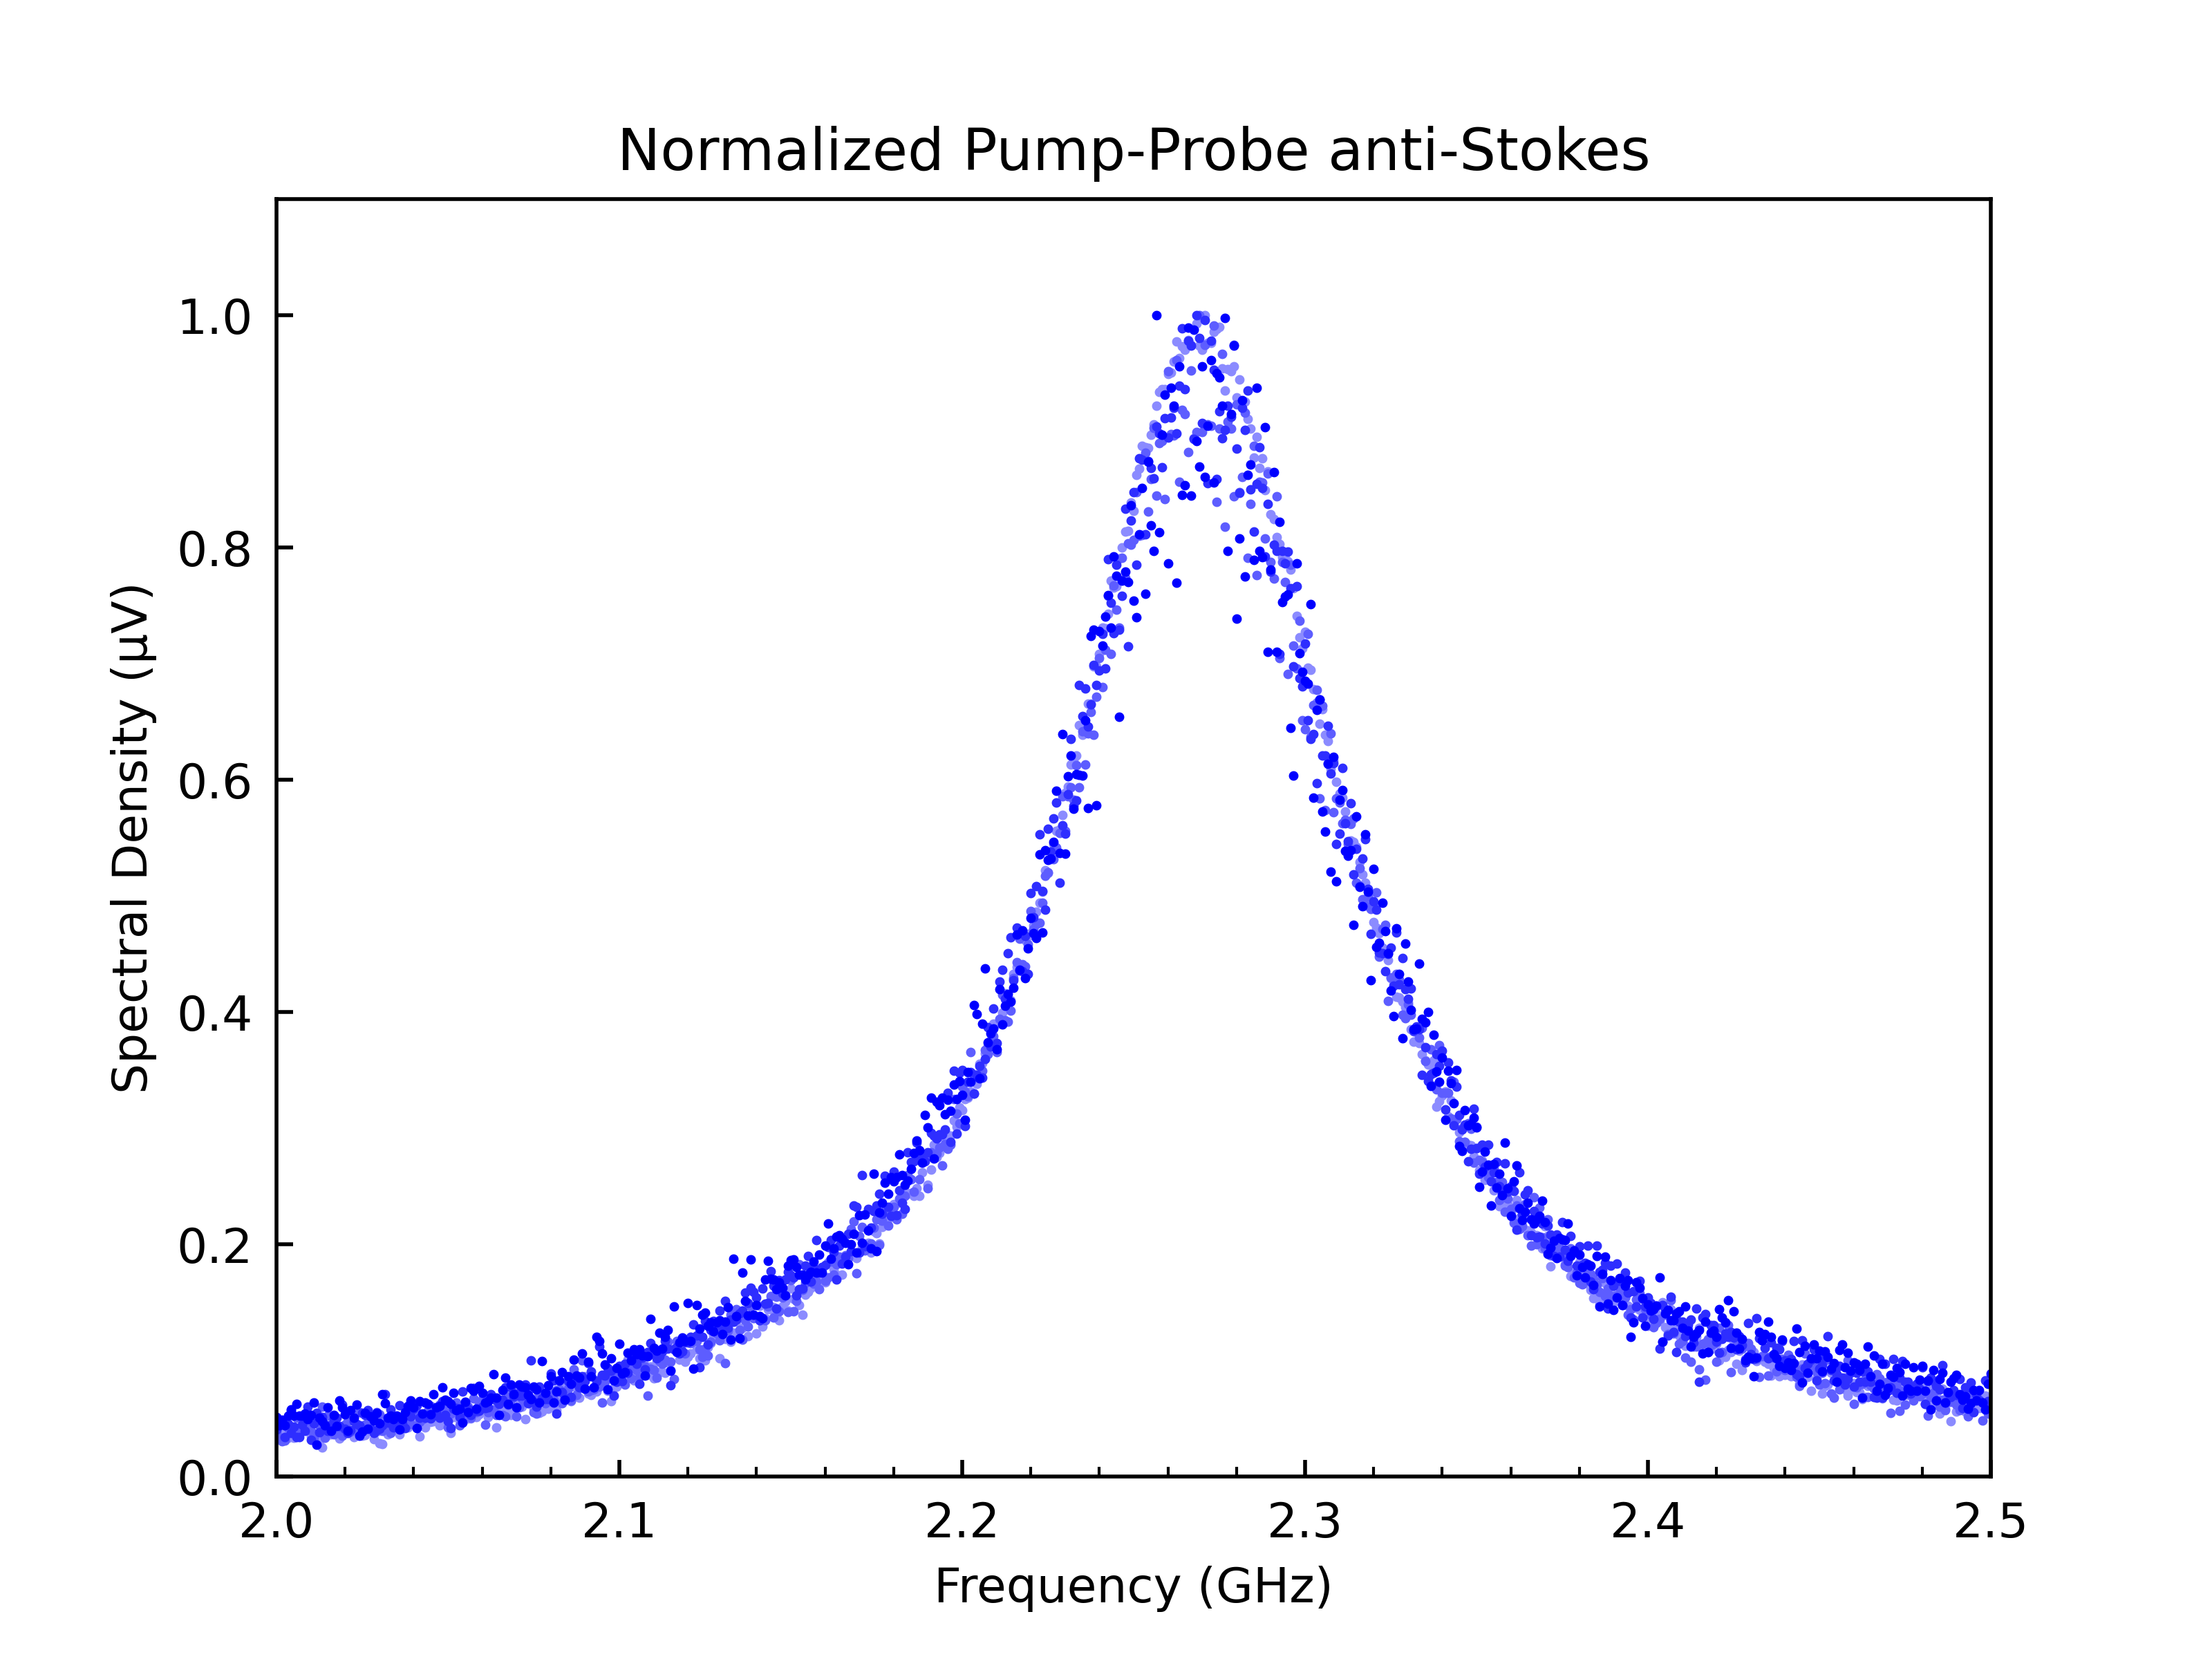 Normalized Pump-Probe anti-Stokes
1.0
0.8
0.6
0.4
0.2
0.0
Spectral Density (μV)
2.0 2.1 2.2 2.3 2.4 2.5
Frequency (GHz)